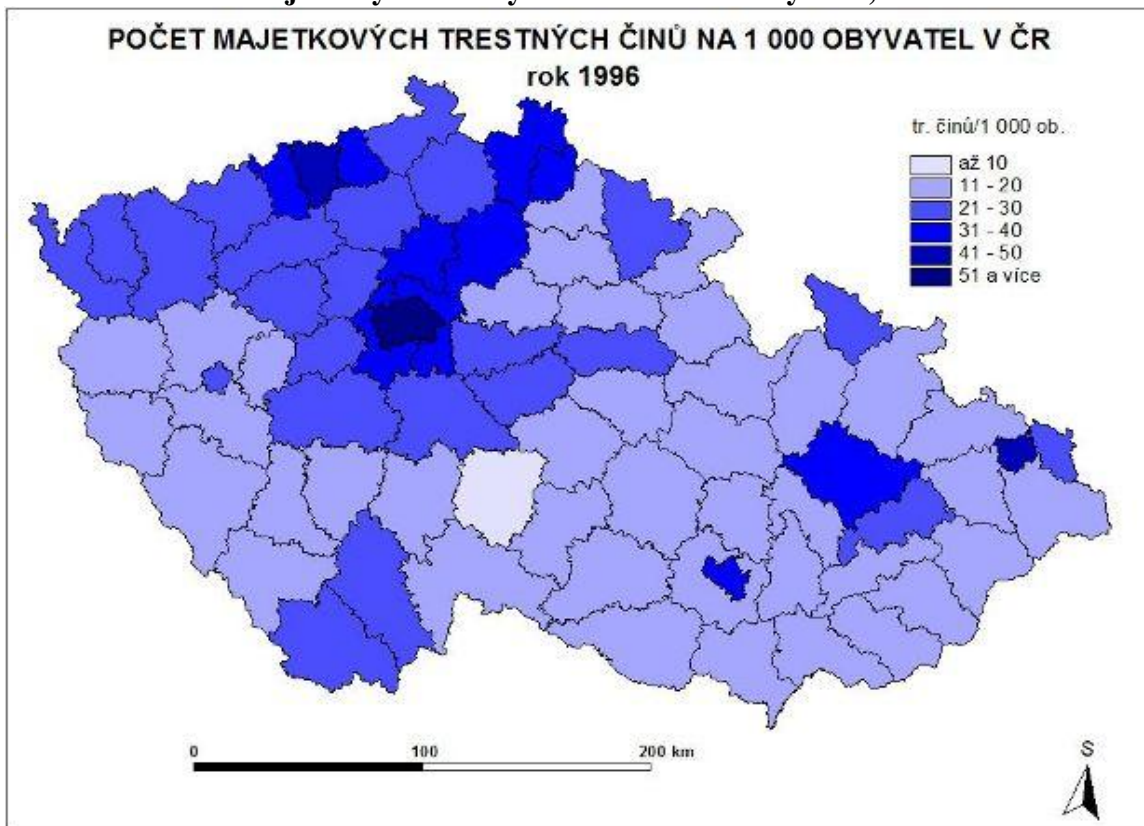 POČET MAJETKOVÝCH TRESTNÝCH ČINŮ NA 1 000 OBYVATEL V ČR
rok 1996
tr. činů/1 000 ob.
až 10
11 - 20
21 - 30
31 - 40
41 - 50
51 a více
0 100 200 km
S